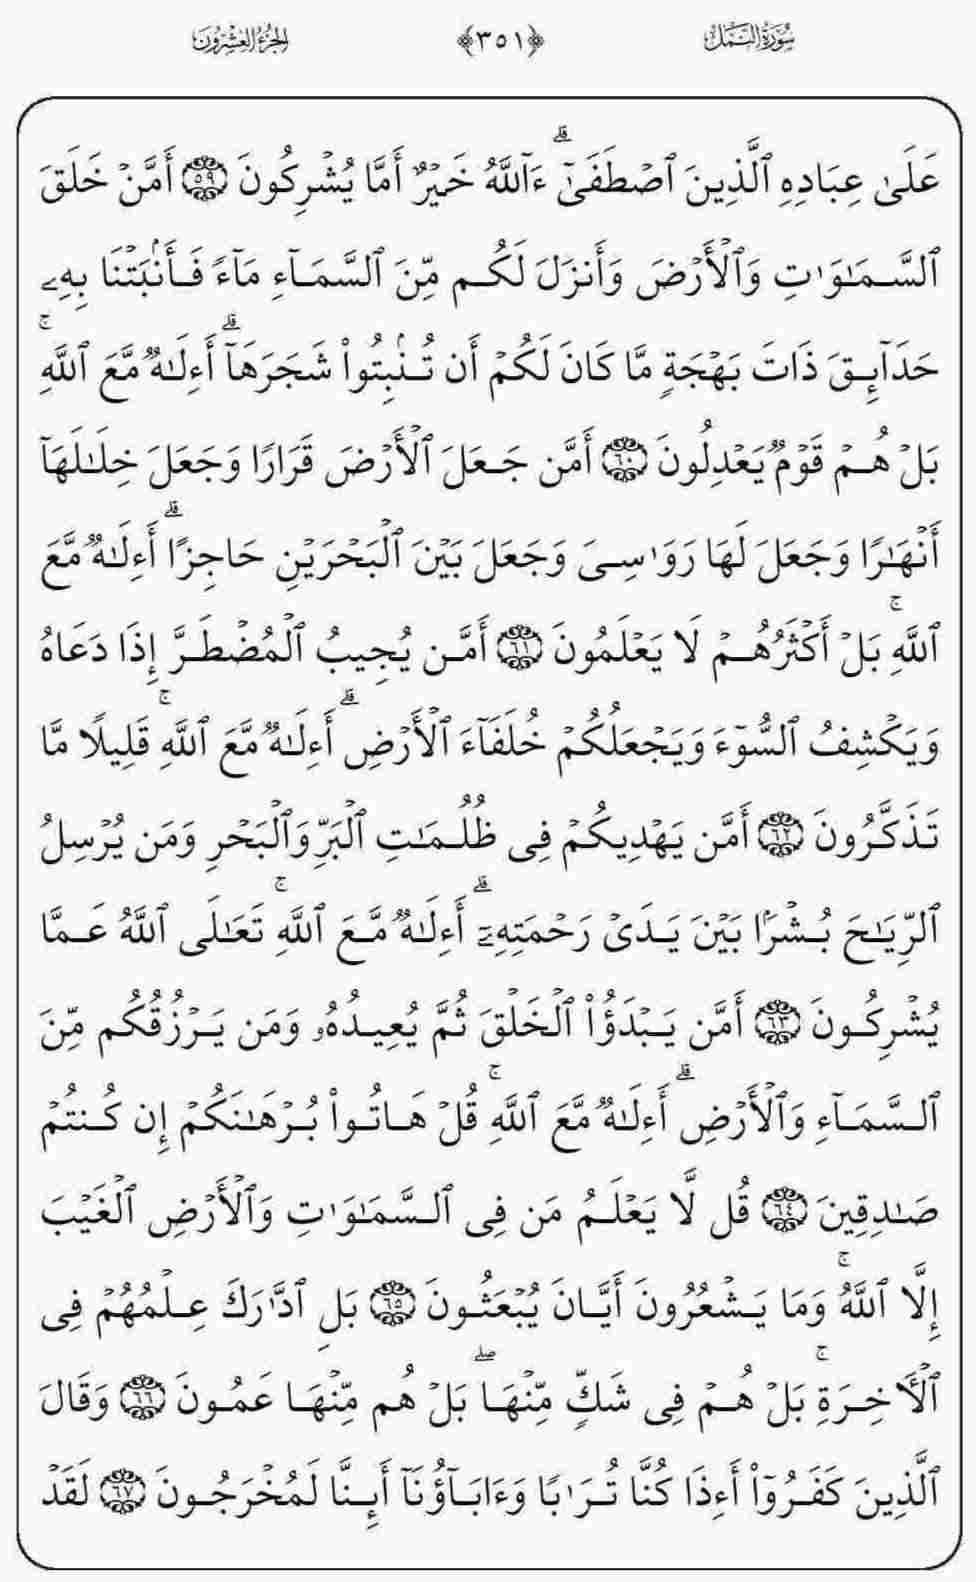 سُورَةُ النَّمْل ﴿٣٥١﴾ الجُزءُ العِشْرُونَ
عَلَىٰ عِبَادِهِ ٱلَّذِينَ ٱصۡطَفَىٰٓۗ ءَآللَّهُ خَيۡرٌ أَمَّا يُشۡرِكُونَ ٥٩ أَمَّنۡ خَلَقَ
ٱلسَّمَٰوَٰتِ وَٱلۡأَرۡضَ وَأَنزَلَ لَكُم مِّنَ ٱلسَّمَآءِ مَآءً فَأَنۢبَتۡنَا بِهِۦ
حَدَآئِقَ ذَاتَ بَهۡجَةٍ مَّا كَانَ لَكُمۡ أَن تُنۢبِتُواْ شَجَرَهَآۗ أَءِلَٰهٌ مَّعَ ٱللَّهِۚ
بَلۡ هُمۡ قَوۡمٌ يَعۡدِلُونَ ٦٠ أَمَّن جَعَلَ ٱلۡأَرۡضَ قَرَارًا وَجَعَلَ خِلَٰلَهَآ
أَنۡهَٰرًا وَجَعَلَ لَهَا رَوَٰسِىَ وَجَعَلَ بَيۡنَ ٱلۡبَحۡرَيۡنِ حَاجِزًاۗ أَءِلَٰهٌ مَّعَ
ٱللَّهِۚ بَلۡ أَكۡثَرُهُمۡ لَا يَعۡلَمُونَ ٦١ أَمَّن يُجِيبُ ٱلۡمُضۡطَرَّ إِذَا دَعَاهُ
وَيَكۡشِفُ ٱلسُّوٓءَ وَيَجۡعَلُكُمۡ خُلَفَآءَ ٱلۡأَرۡضِۗ أَءِلَٰهٌ مَّعَ ٱللَّهِۚ قَلِيلًا مَّا
تَذَكَّرُونَ ٦٢ أَمَّن يَهۡدِيكُمۡ فِى ظُلُمَٰتِ ٱلۡبَرِّ وَٱلۡبَحۡرِ وَمَن يُرۡسِلُ
ٱلرِّيَٰحَ بُشۡرَۢا بَيۡنَ يَدَىۡ رَحۡمَتِهِۦٓۗ أَءِلَٰهٌ مَّعَ ٱللَّهِۚ تَعَٰلَى ٱللَّهُ عَمَّا
يُشۡرِكُونَ ٦٣ أَمَّن يَبۡدَؤُاْ ٱلۡخَلۡقَ ثُمَّ يُعِيدُهُۥ وَمَن يَرۡزُقُكُم مِّنَ
ٱلسَّمَآءِ وَٱلۡأَرۡضِۗ أَءِلَٰهٌ مَّعَ ٱللَّهِۚ قُلۡ هَاتُواْ بُرۡهَٰنَكُمۡ إِن كُنتُمۡ
صَٰدِقِينَ ٦٤ قُل لَّا يَعۡلَمُ مَن فِى ٱلسَّمَٰوَٰتِ وَٱلۡأَرۡضِ ٱلۡغَيۡبَ
إِلَّا ٱللَّهُۚ وَمَا يَشۡعُرُونَ أَيَّانَ يُبۡعَثُونَ ٦٥ بَلِ ٱدَّٰرَكَ عِلۡمُهُمۡ فِى
ٱلۡأٓخِرَةِۚ بَلۡ هُمۡ فِى شَكٍّ مِّنۡهَاۖ بَلۡ هُم مِّنۡهَا عَمُونَ ٦٦ وَقَالَ
ٱلَّذِينَ كَفَرُوٓاْ أَءِذَا كُنَّا تُرَٰبًا وَءَابَآؤُنَآ أَئِنَّا لَمُخۡرَجُونَ ٦٧ لَقَدۡ